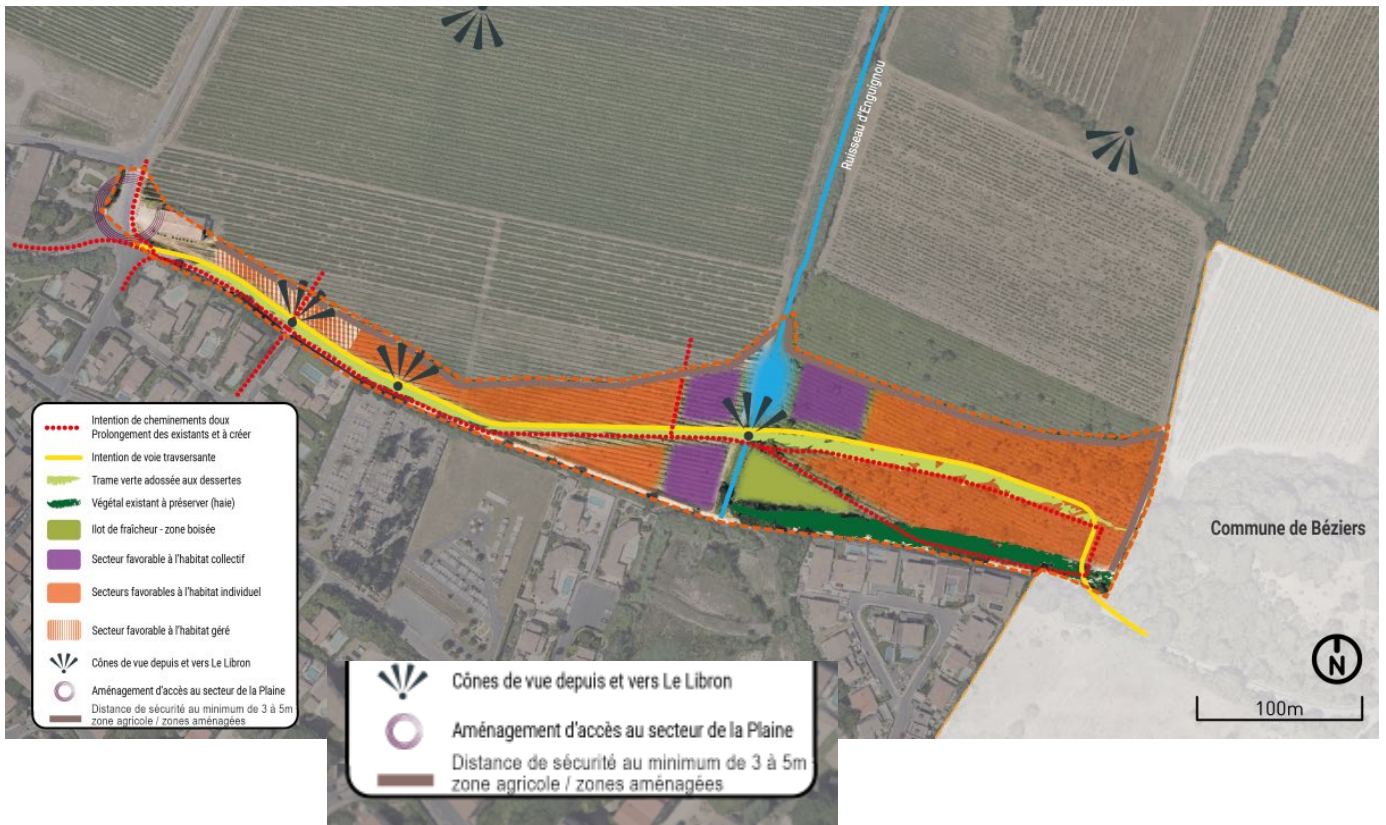 Ruisseau d'Enguignou
Intention de cheminements doux
Prolongement des existants et à créer
Intention de voie travsersante
Trame verte adossée aux dessertes
Végétal existant à préserver (haie)
Ilot de fraîcheur - zone boisée
Secteur favorable à l'habitat collectif
Secteurs favorables à l'habitat individuel
Secteur favorable à l'habitat géré
Cônes de vue depuis et vers Le Libron
Aménagement d'accès au secteur de la Plaine
Distance de sécurité au minimum de 3 à 5m
zone agricole / zones aménagées
Commune de Béziers
N
100m
Cônes de vue depuis et vers Le Libron
Aménagement d'accès au secteur de la Plaine
Distance de sécurité au minimum de 3 à 5m
zone agricole / zones aménagées